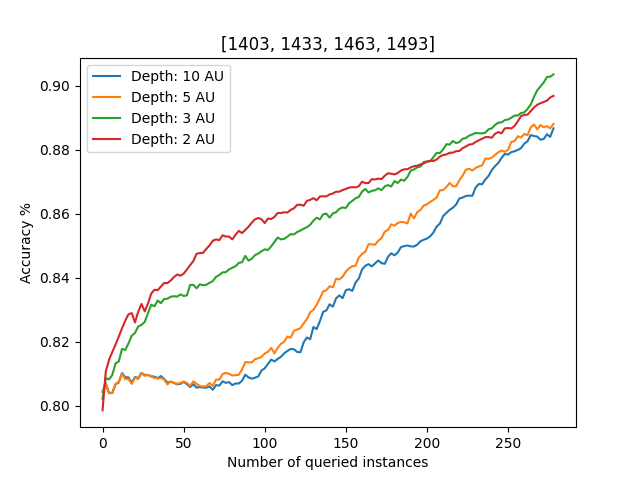 [1403, 1433, 1463, 1493]
Depth: 10 AU
Depth: 5 AU
Depth: 3 AU
Depth: 2 AU
Accuracy %
0.90
0.88
0.86
0.84
0.82
0.80
0 50 100 150 200 250
Number of queried instances